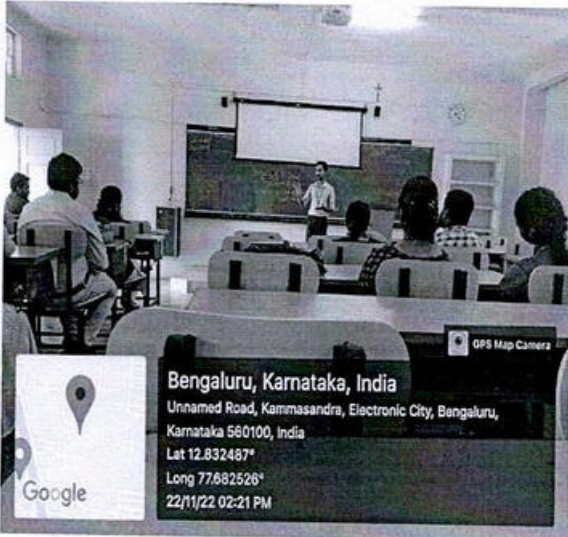 GPS Map Camera
Bengaluru, Karnataka, India
Unnamed Road, Kammasandra, Electronic City, Bengaluru,
Karnataka 560100, India
Lat 12.832487°
Long 77.682526°
22/11/22 02:21 PM
Google